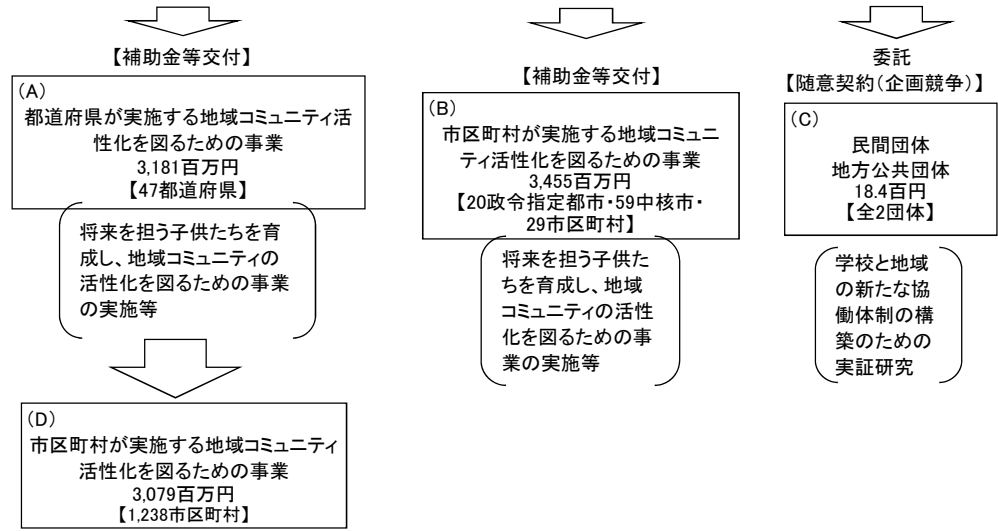 【補助金等交付】
(A)
都道府県が実施する地域コミュニティ活
性化を図るための事業
3,181百万円
【47都道府県】
将来を担う子供たちを育
成し、地域コミュニティの
活性化を図るための事業
の実施等
(D)
市区町村が実施する地域コミュニティ
活性化を図るための事業
3,079百万円
【1,238市区町村】
【補助金等交付】
(B)
市区町村が実施する地域コミュニ
ティ活性化を図るための事業
3,455百万円
【20政令指定都市・59中核市・
29市区町村】
将来を担う子供た
ちを育成し、地域
コミュニティの活性
化を図るための事
業の実施等
委託
【随意契約(企画競争)】
(C)
民間団体
地方公共団体
18.4百円
【全2団体】
学校と地域
の新たな協
働体制の構
築のための
実証研究